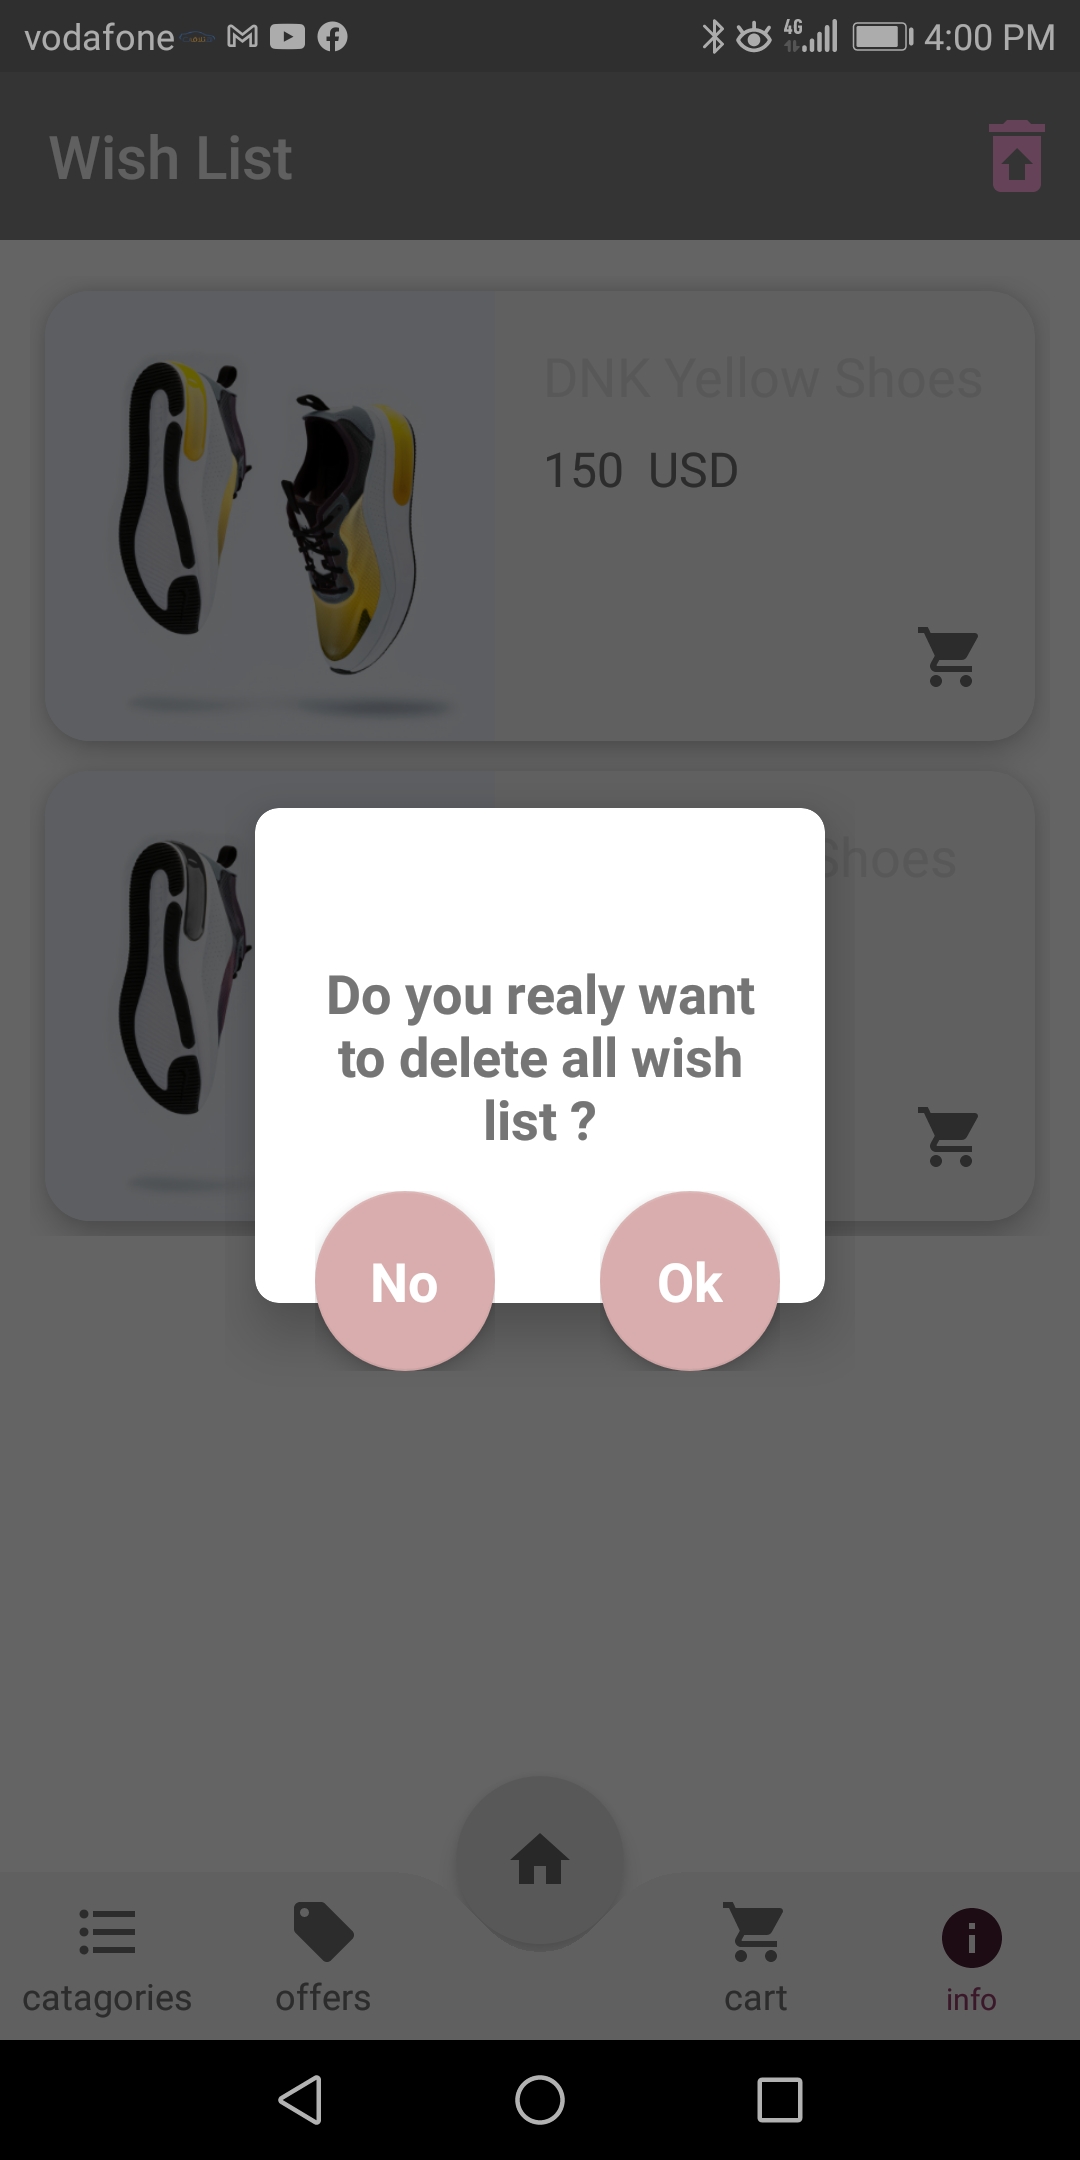 vodafone 4G 4:00 PM
Wish List
DNK Yellow Shoes
150 USD
Shoes
Do you realy want
to delete all wish
list ?
No Ok
catagories offers cart info